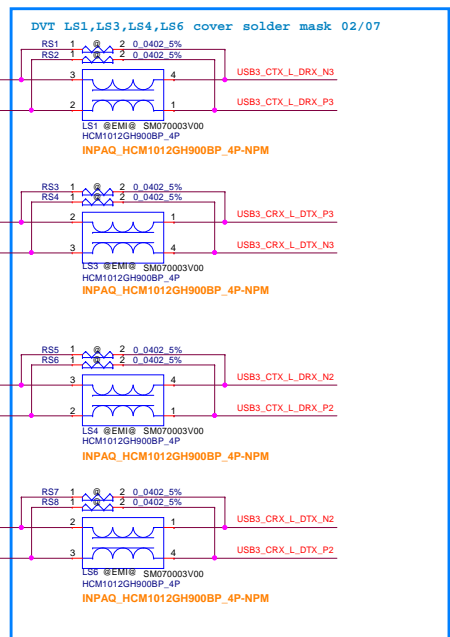 DVT LS1,LS3,LS4,LS6 cover solder mask 02/07
RS1 1 @ 2 0_0402_5%
RS2 1 @ 2 0_0402_5%
3 4 USB3_CTX_L_DRX_N3
2 1 USB3_CTX_L_DRX_P3
LS1 @EMI@ SM070003V00
HCM1012GH900BP_4P
INPAQ_HCM1012GH900BP_4P-NPM
RS3 1 @ 2 0_0402_5%
RS4 1 @ 2 0_0402_5%
2 1 USB3_CRX_L_DTX_P3
3 4 USB3_CRX_L_DTX_N3
LS3 @EMI@ SM070003V00
HCM1012GH900BP_4P
INPAQ_HCM1012GH900BP_4P-NPM
RS5 1 @ 2 0_0402_5%
RS6 1 @ 2 0_0402_5%
3 4 USB3_CTX_L_DRX_N2
2 1 USB3_CTX_L_DRX_P2
LS4 @EMI@ SM070003V00
HCM1012GH900BP_4P
INPAQ_HCM1012GH900BP_4P-NPM
RS7 1 @ 2 0_0402_5%
RS8 1 @ 2 0_0402_5%
2 1 USB3_CRX_L_DTX_N2
3 4 USB3_CRX_L_DTX_P2
LS6 @EMI@ SM070003V00
HCM1012GH900BP_4P
INPAQ_HCM1012GH900BP_4P-NPM